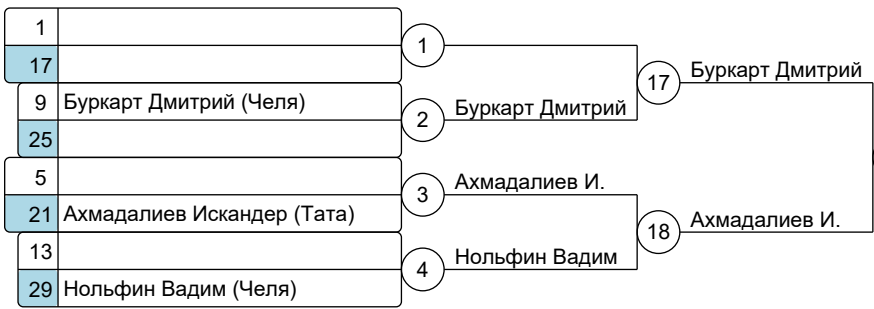 1
1
17
17
Буркарт Дмитрий
9 Буркарт Дмитрий (Челя)
2
Буркарт Дмитрий
25
5
3
Ахмадалиев И.
21 Ахмадалиев Искандер (Тата)
18
Ахмадалиев И.
13
4
Нольфин Вадим
29 Нольфин Вадим (Челя)